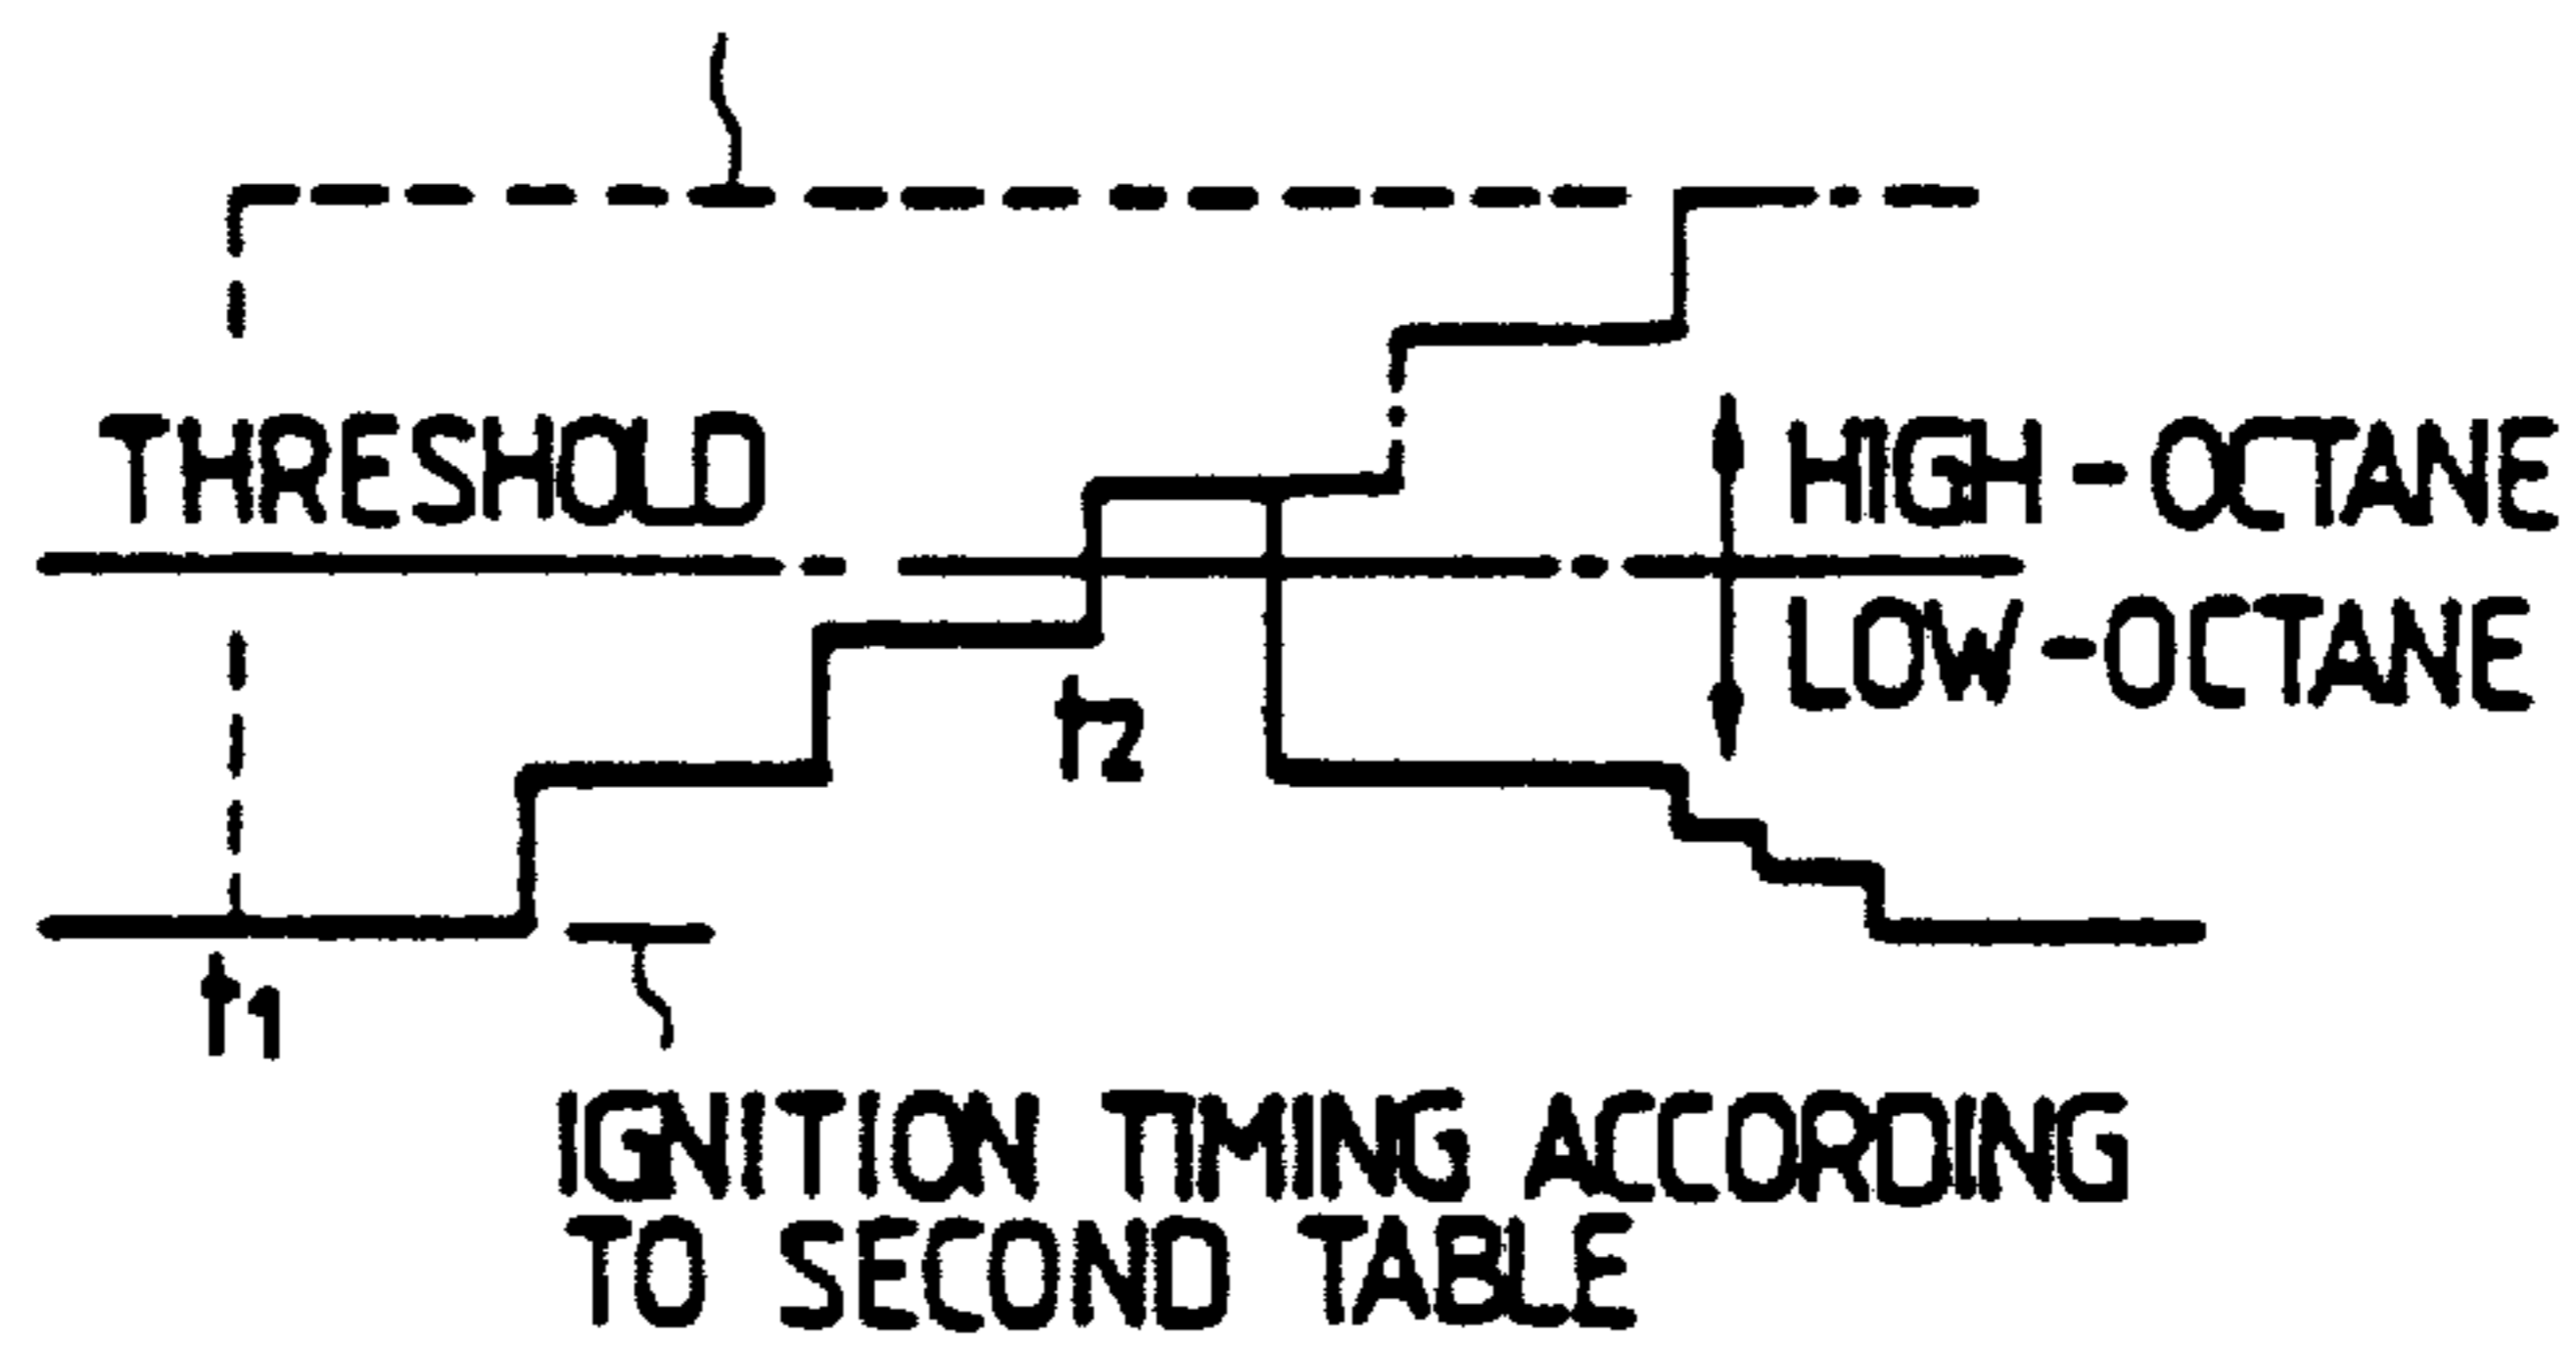 THRESHOLD
HIGH-OCTANE
LOW-OCTANE
t2
t1
IGNITION TIMING ACCORDING
TO SECOND TABLE